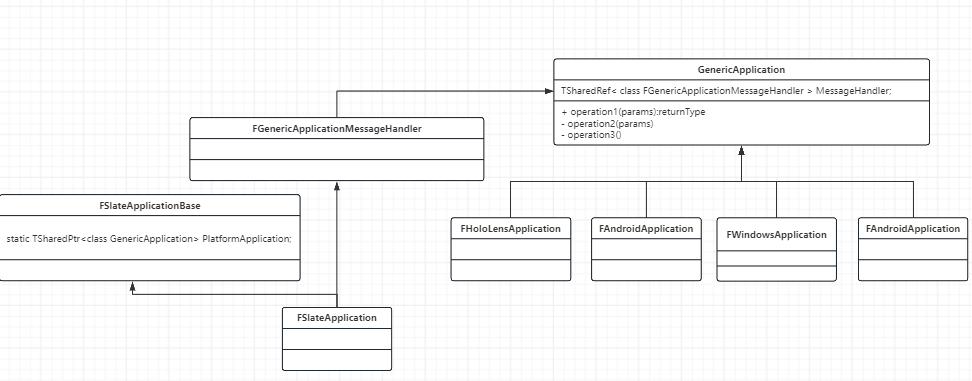 GenericApplication
TSharedRef< class FGenericApplicationMessageHandler > MessageHandler;
+ operation1(params):returnType
- operation2(params)
- operation3()
FGenericApplicationMessageHandler
FSlateApplicationBase
static TSharedPtr<class GenericApplication> PlatformApplication;
FHoloLensApplication
FAndroidApplication
FWindowsApplication
FAndroidApplication
FSlateApplication